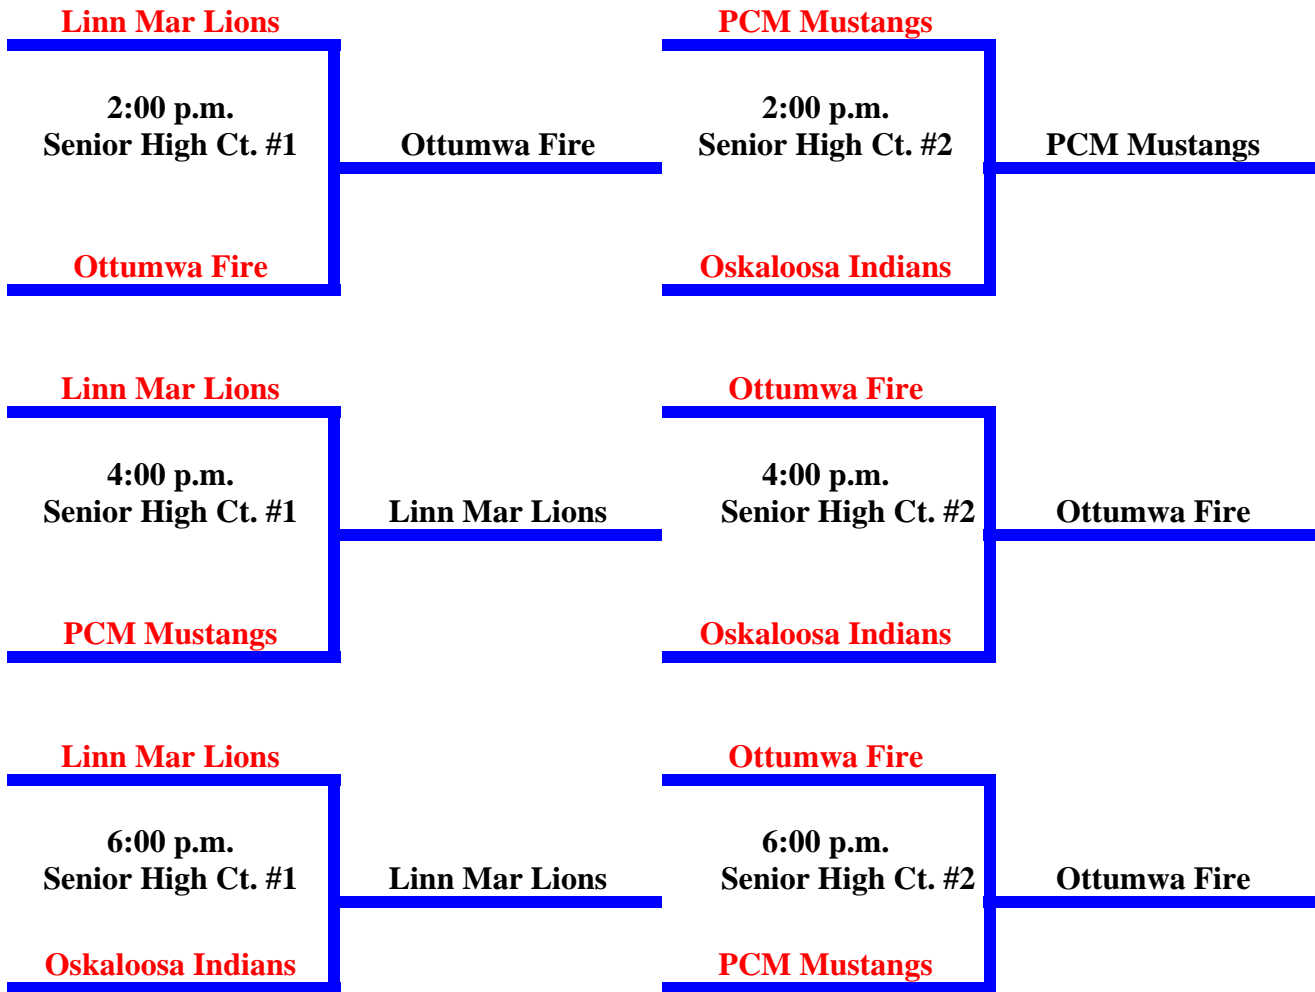 Linn Mar Lions
2:00 p.m.
Senior High Ct. #1
Ottumwa Fire
Ottumwa Fire
PCM Mustangs
2:00 p.m.
Senior High Ct. #2
PCM Mustangs
Oskaloosa Indians
Linn Mar Lions
4:00 p.m.
Senior High Ct. #1
Linn Mar Lions
PCM Mustangs
Ottumwa Fire
4:00 p.m.
Senior High Ct. #2
Ottumwa Fire
Oskaloosa Indians
Linn Mar Lions
6:00 p.m.
Senior High Ct. #1
Linn Mar Lions
Oskaloosa Indians
Ottumwa Fire
6:00 p.m.
Senior High Ct. #2
Ottumwa Fire
PCM Mustangs